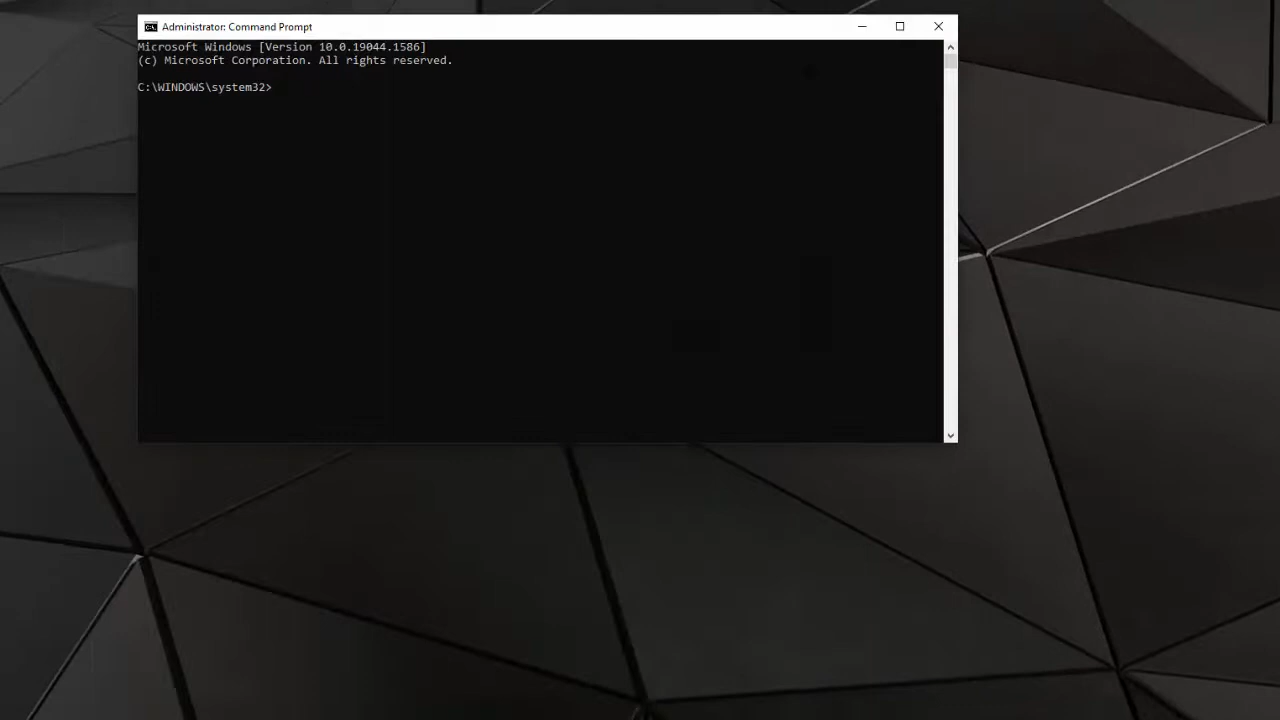 Administrator: Command Prompt
Microsoft Windows [Version 10.0.19044.1586]
(c) Microsoft Corporation. All rights reserved.
C:\WINDOWS\system32>